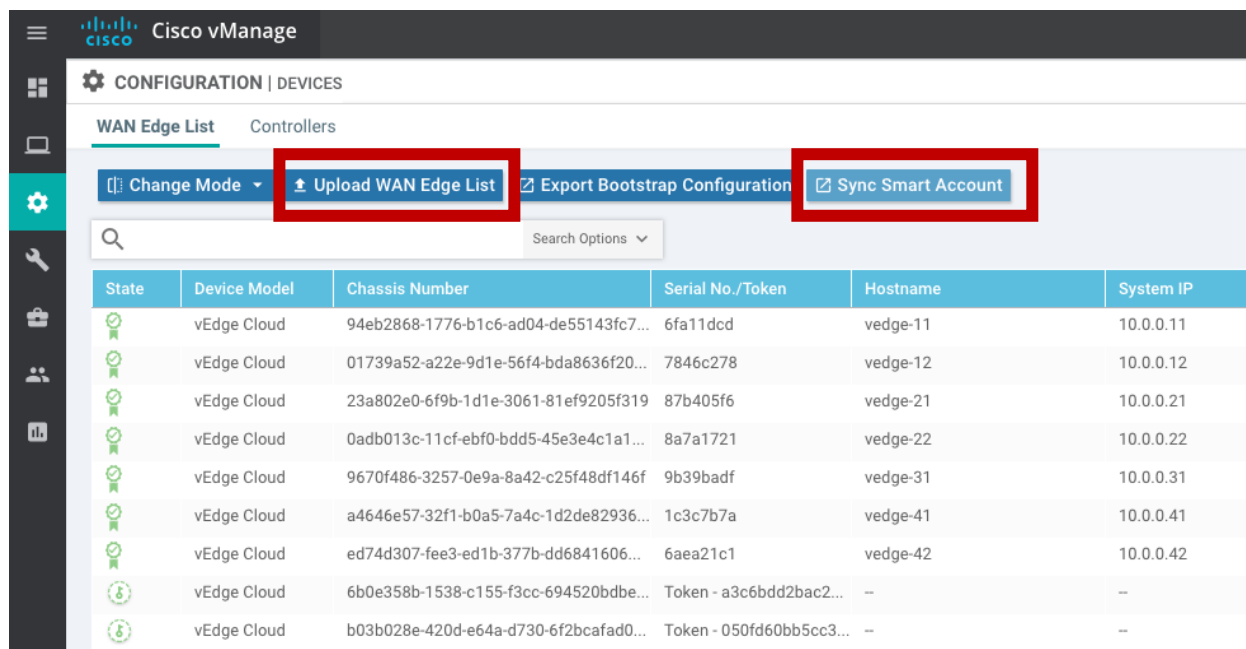 cisco Cisco vManage
CONFIGURATION | DEVICES
WAN Edge List Controllers
Change Mode Upload WAN Edge List Export Bootstrap Configuration Sync Smart Account
Search Options
State Device Model Chassis Number Serial No./Token Hostname System IP
vEdge Cloud 94eb2868-1776-b1c6-ad04-de55143fc7... 6fa11dcd vedge-11 10.0.0.11
vEdge Cloud 01739a52-a22e-9d1e-56f4-bda8636f20... 7846c278 vedge-12 10.0.0.12
vEdge Cloud 23a802e0-6f9b-1d1e-3061-81ef9205f319 87b405f6 vedge-21 10.0.0.21
vEdge Cloud 0adb013c-11cf-ebf0-bdd5-45e3e4c1a1... 8a7a1721 vedge-22 10.0.0.22
vEdge Cloud 9670f486-3257-0e9a-8a42-c25f48df146f 9b39badf vedge-31 10.0.0.31
vEdge Cloud a4646e57-32f1-b0a5-7a4c-1d2de82936... 1c3c7b7a vedge-41 10.0.0.41
vEdge Cloud ed74d307-fee3-ed1b-377b-dd6841606... 6aea21c1 vedge-42 10.0.0.42
vEdge Cloud 6b0e358b-1538-c155-f3cc-694520bdbe... Token - a3c6bdd2bac2... -- --
vEdge Cloud b03b028e-420d-e64a-d730-6f2bcafad0... Token - 050fd60bb5cc3... -- --